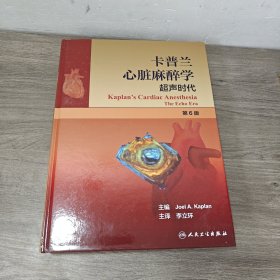 卡普兰
心脏麻醉学
超声时代
Kaplan's Cardiac Anesthesia
The Echo Era
第6版
主编 Joel A. Kaplan
主译 李立环
人民卫生出版社